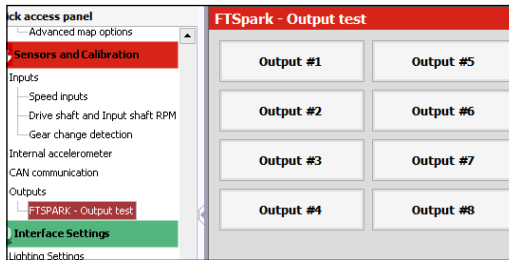 ick access panel
Advanced map options
Sensors and Calibration
Inputs
Speed inputs
Drive shaft and Input shaft RPM
Gear change detection
Internal accelerometer
CAN communication
Outputs
FTSPARK - Output test
Interface Settings
Lighting Settings
FTSpark - Output test
Output #1
Output #5
Output #2
Output #6
Output #3
Output #7
Output #4
Output #8